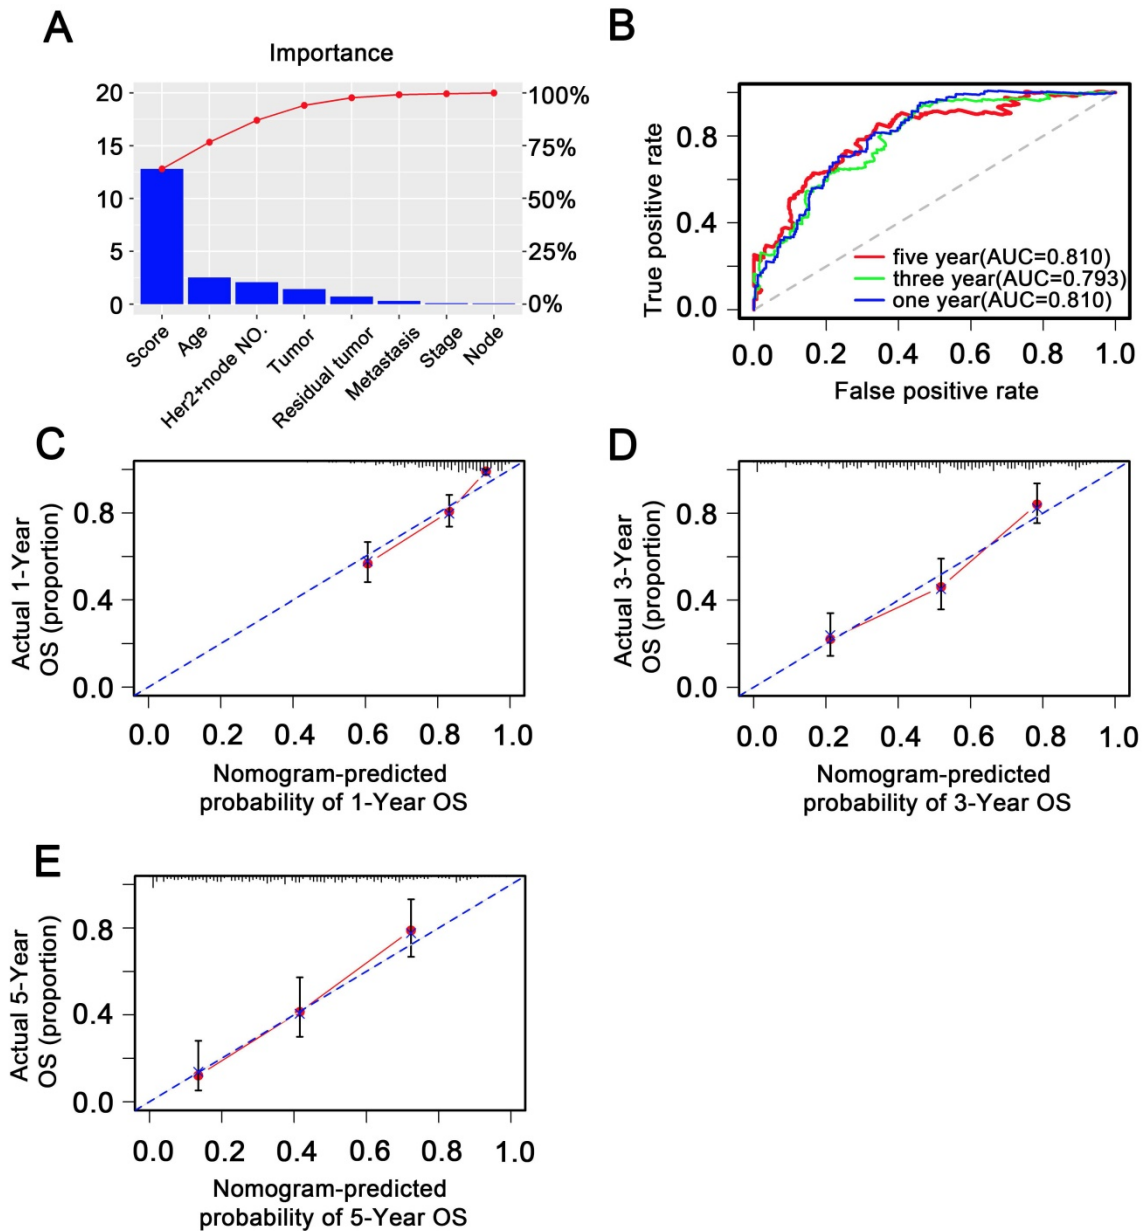 A
Importance
20
15
10
5
0
100%
75%
50%
25%
0%
Score
Age
Her2+node NO.
Tumor
Residual tumor
Metastasis
Stage
Node
B
True positive rate
0.8
0.4
0.0
five year(AUC=0.810)
three year(AUC=0.793)
one year(AUC=0.810)
0.0 0.2 0.4 0.6 0.8 1.0
False positive rate
C
Actual 1-Year
OS (proportion)
0.8
0.4
0.0
0.0 0.2 0.4 0.6 0.8 1.0
Nomogram-predicted
probability of 1-Year OS
D
Actual 3-Year
OS (proportion)
0.8
0.4
0.0
0.0 0.2 0.4 0.6 0.8 1.0
Nomogram-predicted
probability of 3-Year OS
E
Actual 5-Year
OS (proportion)
0.8
0.4
0.0
0.0 0.2 0.4 0.6 0.8 1.0
Nomogram-predicted
probability of 5-Year OS